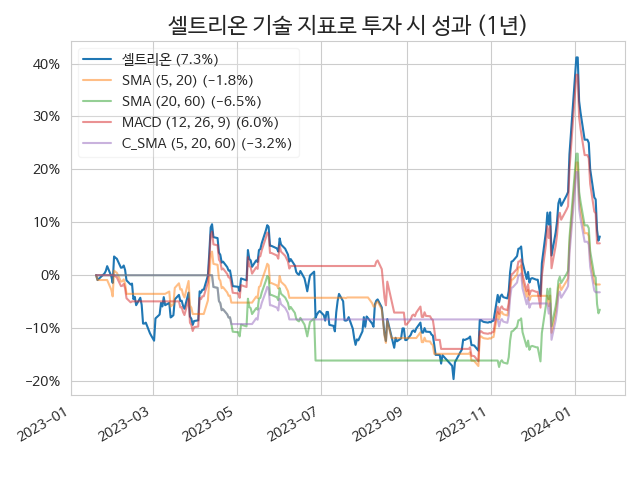 셀트리온 기술 지표로 투자 시 성과 (1년)
셀트리온 (7.3%)
SMA (5, 20) (−1.8%)
SMA (20, 60) (−6.5%)
MACD (12, 26, 9) (6.0%)
C_SMA (5, 20, 60) (−3.2%)
40%
30%
20%
10%
0%
−10%
−20%
2023−01
2023−03
2023−05
2023−07
2023−09
2023−11
2024−01